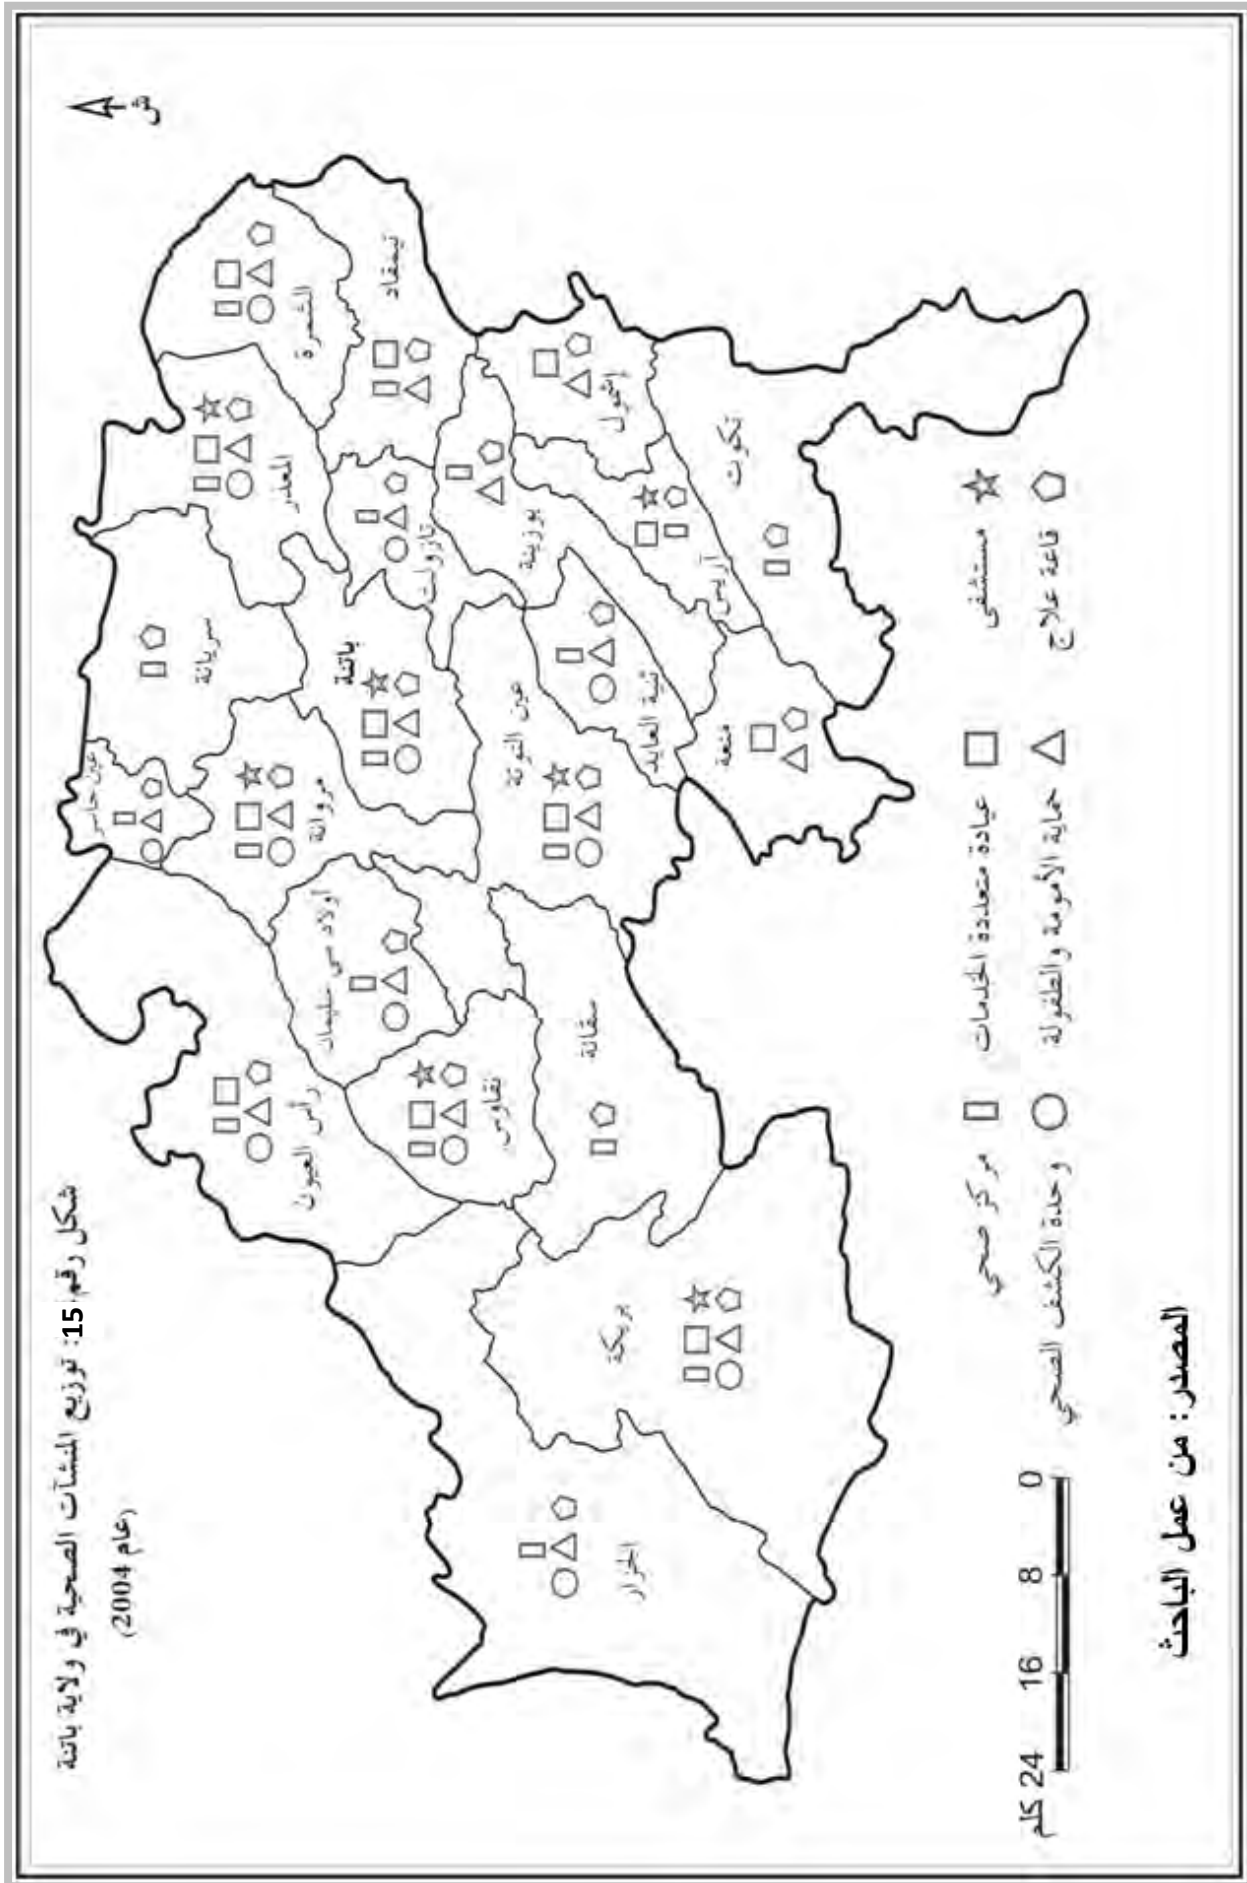 شكل رقم 15: توزيع المنشآت الصحية في ولاية باتنة
(عام 2004)
ش
الشمرة
تيمقاد
المعذر
تازولت
بوزينة
إشمول
آريس
تكوت
سريانة
باتنة
عين التوتة
ثنية العابد
منعة
عين جاسر
مروانة
أولاد سي سليمان
نقاوس
سقانة
رأس العيون
بريكة
الجزار
مركز صحي
عيادة متعددة الخدمات
مستشفى
وحدة الكشف الصحي
حماية الأمومة والطفولة
قاعة علاج
0 8 16 24 كلم
المصدر: من عمل الباحث